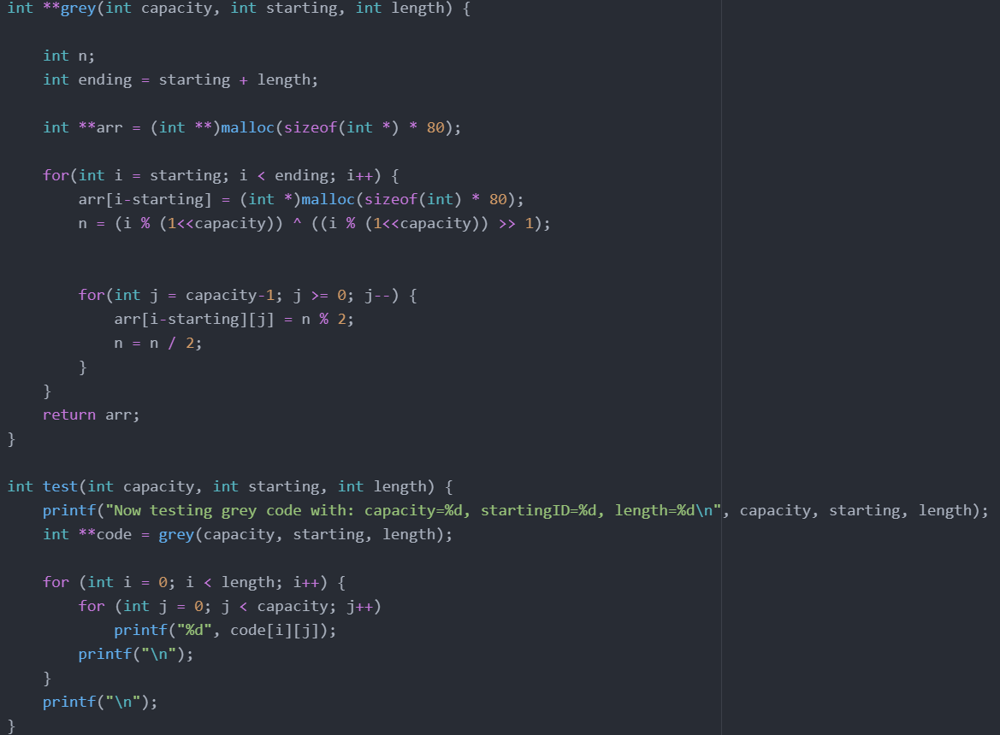 int **grey(int capacity, int starting, int length) {
    int n;
    int ending = starting + length;
    int **arr = (int **)malloc(sizeof(int *) * 80);
    for(int i = starting; i < ending; i++) {
        arr[i-starting] = (int *)malloc(sizeof(int) * 80);
        n = (i % (1<<capacity)) ^ ((i % (1<<capacity)) >> 1);
        for(int j = capacity-1; j >= 0; j--) {
            arr[i-starting][j] = n % 2;
            n = n / 2;
        }
    }
    return arr;
}
int test(int capacity, int starting, int length) {
    printf("Now testing grey code with: capacity=%d, startingID=%d, length=%d\n", capacity, starting, length);
    int **code = grey(capacity, starting, length);
    for (int i = 0; i < length; i++) {
        for (int j = 0; j < capacity; j++)
            printf("%d", code[i][j]);
        printf("\n");
    }
    printf("\n");
}